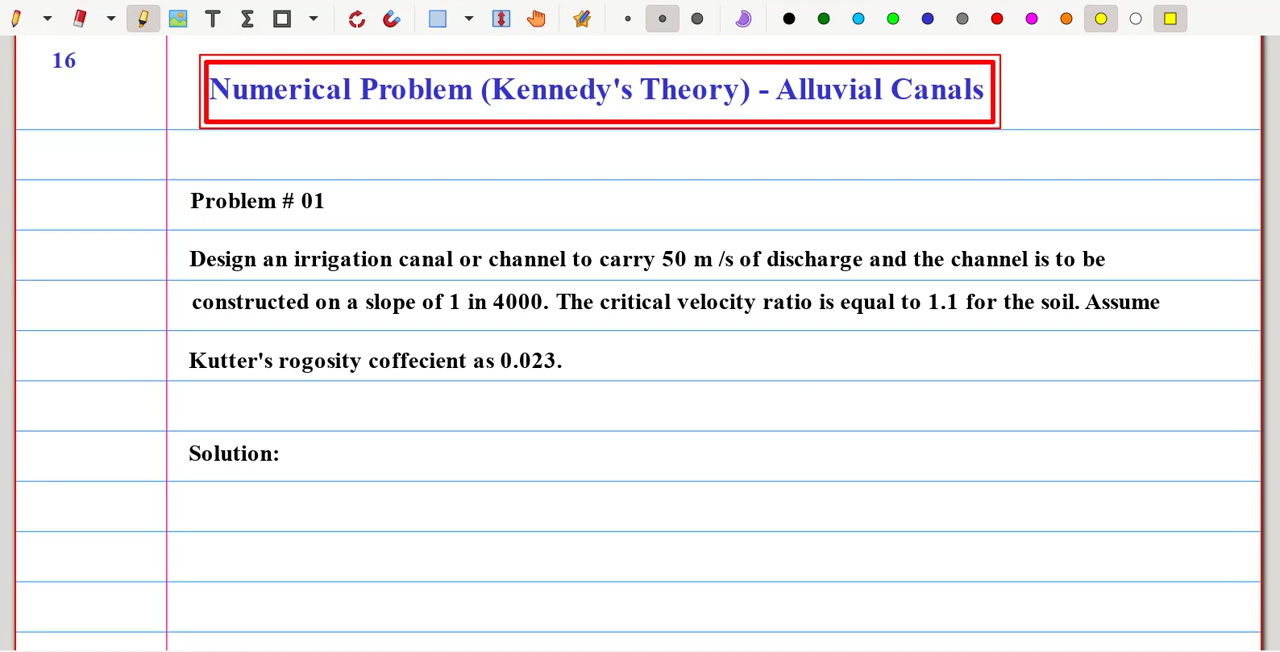 16
Numerical Problem (Kennedy's Theory) - Alluvial Canals
Problem # 01
Design an irrigation canal or channel to carry 50 m /s of discharge and the channel is to be
constructed on a slope of 1 in 4000. The critical velocity ratio is equal to 1.1 for the soil. Assume
Kutter's rogosity coffecient as 0.023.
Solution: